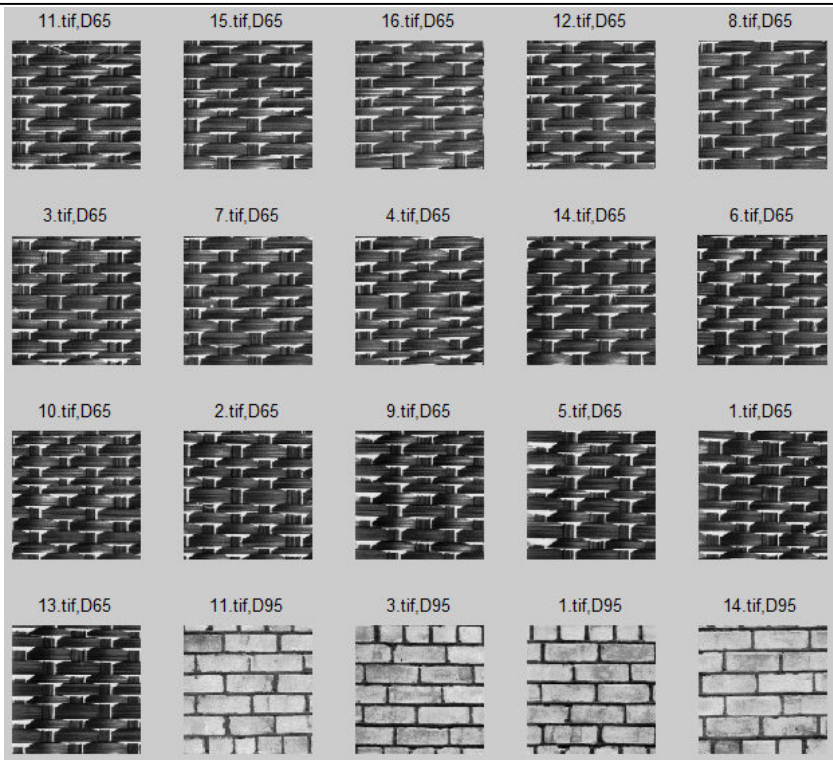 11.tif,D65 15.tif,D65 16.tif,D65 12.tif,D65 8.tif,D65
3.tif,D65 7.tif,D65 4.tif,D65 14.tif,D65 6.tif,D65
10.tif,D65 2.tif,D65 9.tif,D65 5.tif,D65 1.tif,D65
13.tif,D65 11.tif,D95 3.tif,D95 1.tif,D95 14.tif,D95